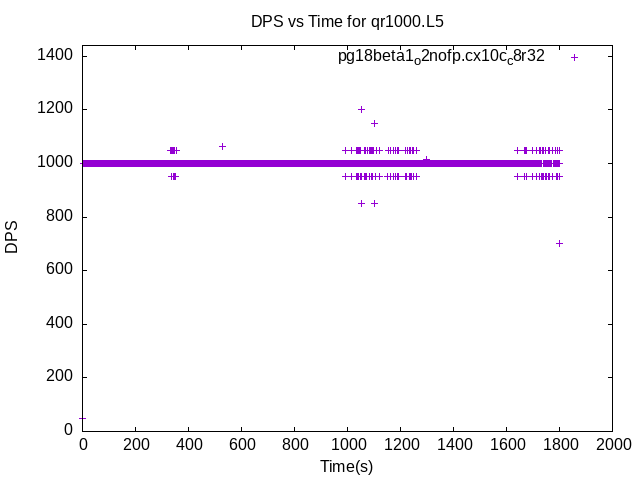 DPS vs Time for qr1000.L5
pg18beta1_o2nofp.cx10c_c8r32
1400
1200
1000
800
600
400
200
0
DPS
0 200 400 600 800 1000 1200 1400 1600 1800 2000
Time(s)